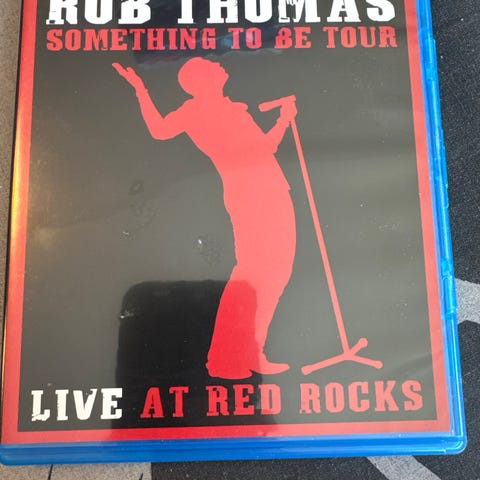 ROB THOMAS
SOMETHING TO BE TOUR
LIVE AT RED ROCKS